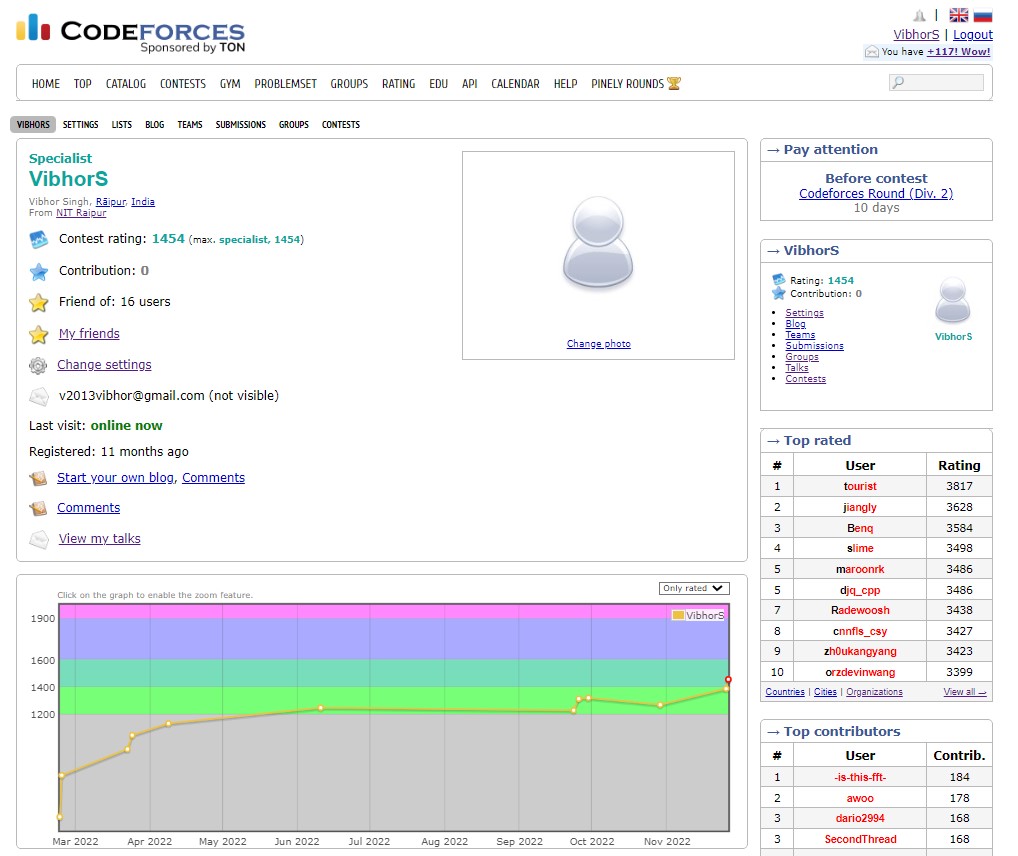 CODEFORCES
Sponsored by TON
|
VibhorS | Logout
You have +117! Wow!
HOME TOP CATALOG CONTESTS GYM PROBLEMSET GROUPS RATING EDU API CALENDAR HELP PINELY ROUNDS
VIBHORS SETTINGS LISTS BLOG TEAMS SUBMISSIONS GROUPS CONTESTS
Specialist
VibhorS
Vibhor Singh, Rāipur, India
From NIT Raipur
Contest rating: 1454 (max. specialist, 1454)
Contribution: 0
Friend of: 16 users
My friends
Change settings
v2013vibhor@gmail.com (not visible)
Last visit: online now
Registered: 11 months ago
Start your own blog, Comments
Comments
View my talks
Change photo
Click on the graph to enable the zoom feature.
Only rated
VibhorS
1900
1600
1400
1200
Mar 2022 Apr 2022 May 2022 Jun 2022 Jul 2022 Aug 2022 Sep 2022 Oct 2022 Nov 2022
→ Pay attention
Before contest
Codeforces Round (Div. 2)
10 days
→ VibhorS
Rating: 1454
Contribution: 0
Settings
Blog
Teams
Submissions
Groups
Talks
Contests
VibhorS
→ Top rated
# User Rating
1 tourist 3817
2 jiangly 3628
3 Benq 3584
4 slime 3498
5 maroonrk 3486
5 djq_cpp 3486
7 Radewoosh 3438
8 cnnfls_csy 3427
9 zh0ukangyang 3423
10 orzdevinwang 3399
Countries | Cities | Organizations View all →
→ Top contributors
# User Contrib.
1 -is-this-fft- 184
2 awoo 178
3 dario2994 168
3 SecondThread 168